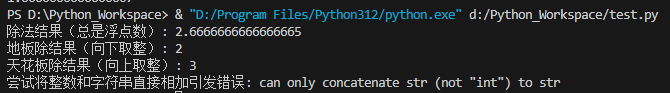 PS D:\Python_Workspace> & "D:/Program Files/Python312/python.exe" d:/Python_Workspace/test.py
除法结果（总是浮点数）: 2.6666666666666665
地板除结果（向下取整）: 2
天花板除结果（向上取整）: 3
尝试将整数和字符串直接相加引发错误: can only concatenate str (not "int") to str